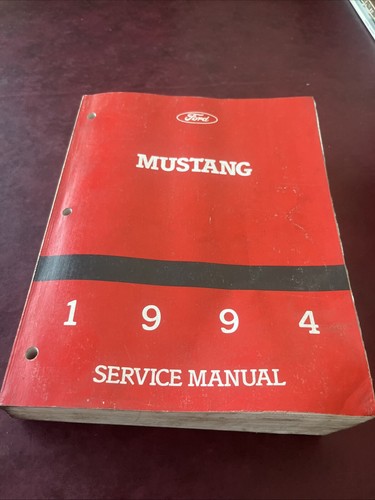 Ford
MUSTANG
1 9 9 4
SERVICE MANUAL